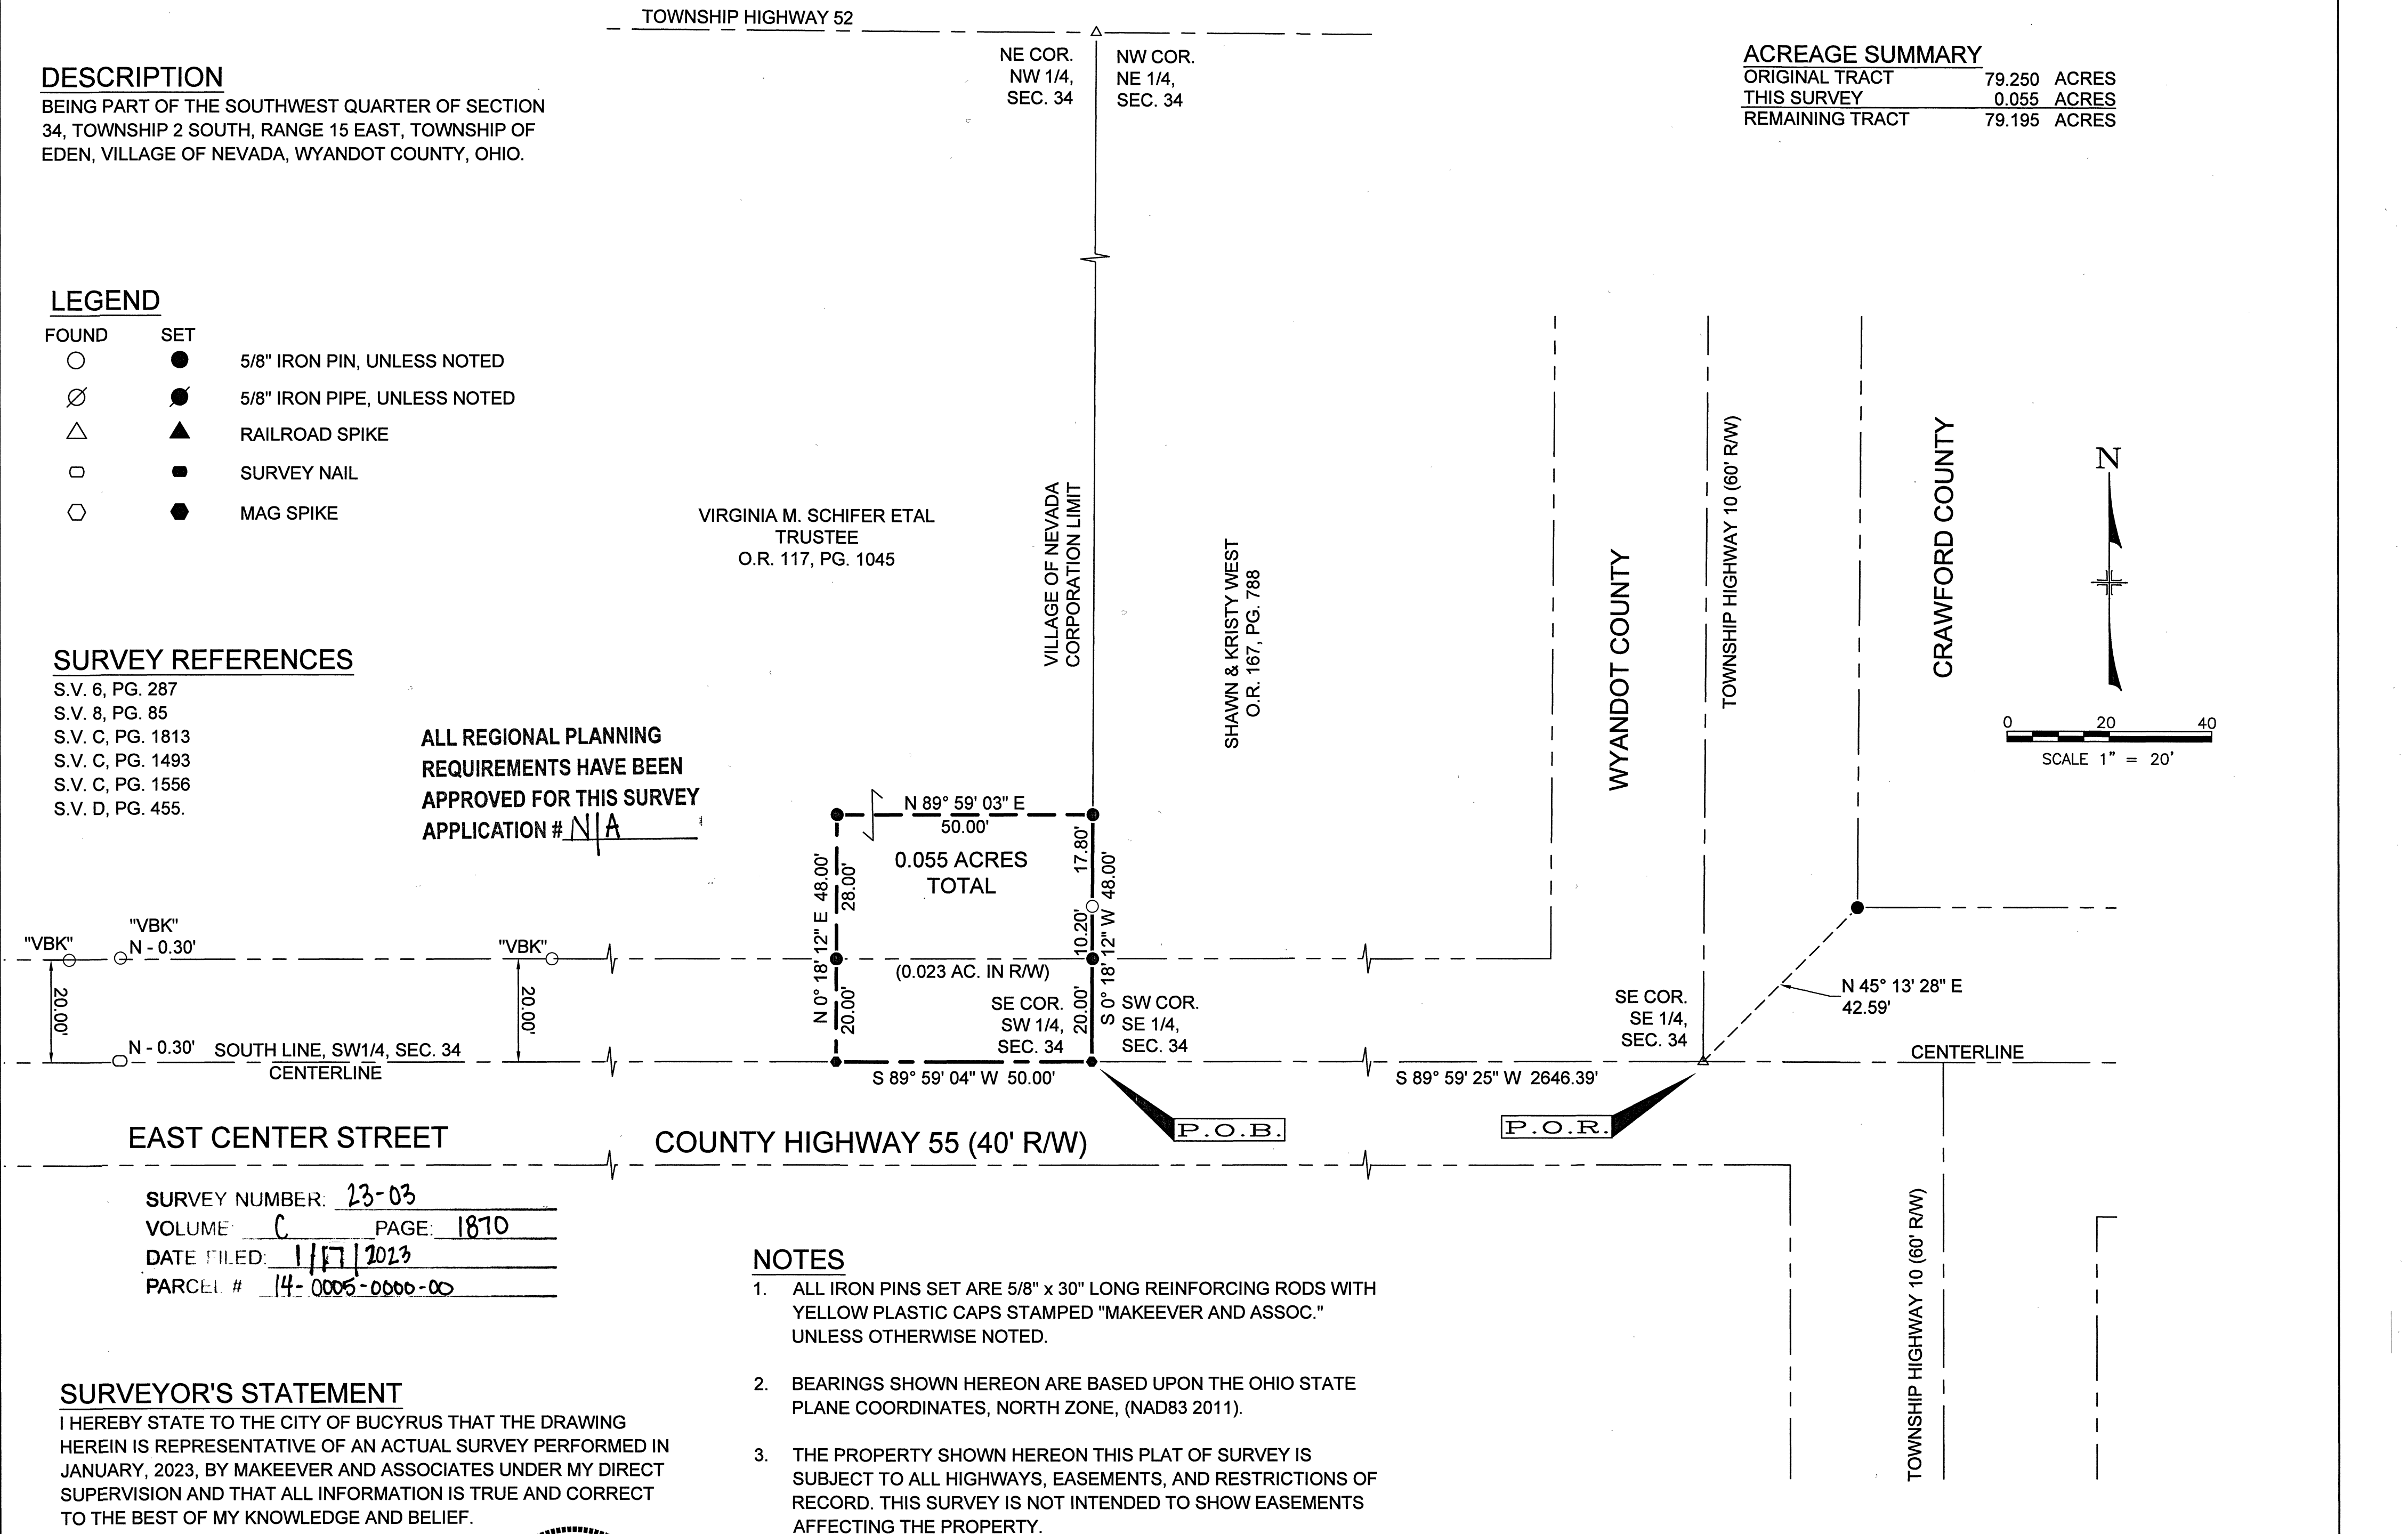 TOWNSHIP HIGHWAY 52
NE COR.
NW 1/4,
SEC. 34
NW COR.
NE 1/4,
SEC. 34
ACREAGE SUMMARY
ORIGINAL TRACT 79.250 ACRES
THIS SURVEY 0.055 ACRES
REMAINING TRACT 79.195 ACRES
DESCRIPTION
BEING PART OF THE SOUTHWEST QUARTER OF SECTION
34, TOWNSHIP 2 SOUTH, RANGE 15 EAST, TOWNSHIP OF
EDEN, VILLAGE OF NEVADA, WYANDOT COUNTY, OHIO.
LEGEND
FOUND SET
5/8" IRON PIN, UNLESS NOTED
5/8" IRON PIPE, UNLESS NOTED
RAILROAD SPIKE
SURVEY NAIL
MAG SPIKE
VIRGINIA M. SCHIFER ETAL
TRUSTEE
O.R. 117, PG. 1045
VILLAGE OF NEVADA
CORPORATION LIMIT
SHAWN & KRISTY WEST
O.R. 167, PG. 788
WYANDOT COUNTY
TOWNSHIP HIGHWAY 10 (60' R/W)
CRAWFORD COUNTY
N
0 20 40
SCALE 1" = 20'
SURVEY REFERENCES
S.V. 6, PG. 287
S.V. 8, PG. 85
S.V. C, PG. 1813
S.V. C, PG. 1493
S.V. C, PG. 1556
S.V. D, PG. 455.
ALL REGIONAL PLANNING
REQUIREMENTS HAVE BEEN
APPROVED FOR THIS SURVEY
APPLICATION # N/A
N 89° 59' 03" E
50.00'
0.055 ACRES
TOTAL
N 0° 18' 12" E 48.00'
28.00'
20.00'
17.80'
10.20'
20.00'
S 0° 18' 12" W 48.00'
(0.023 AC. IN R/W)
SE COR.
SW 1/4,
SEC. 34
SW COR.
SE 1/4,
SEC. 34
"VBK"
"VBK"
N - 0.30'
"VBK"
20.00'
20.00'
N - 0.30'
SOUTH LINE, SW1/4, SEC. 34
CENTERLINE
S 89° 59' 04" W 50.00'
S 89° 59' 25" W 2646.39'
SE COR.
SE 1/4,
SEC. 34
N 45° 13' 28" E
42.59'
CENTERLINE
P.O.B.
P.O.R.
EAST CENTER STREET
COUNTY HIGHWAY 55 (40' R/W)
TOWNSHIP HIGHWAY 10 (60' R/W)
SURVEY NUMBER: 23-03
VOLUME: C PAGE: 1870
DATE FILED: 1/17/2023
PARCEL # 14-0005-0000-00
NOTES
1. ALL IRON PINS SET ARE 5/8" x 30" LONG REINFORCING RODS WITH
YELLOW PLASTIC CAPS STAMPED "MAKEEVER AND ASSOC."
UNLESS OTHERWISE NOTED.
2. BEARINGS SHOWN HEREON ARE BASED UPON THE OHIO STATE
PLANE COORDINATES, NORTH ZONE, (NAD83 2011).
3. THE PROPERTY SHOWN HEREON THIS PLAT OF SURVEY IS
SUBJECT TO ALL HIGHWAYS, EASEMENTS, AND RESTRICTIONS OF
RECORD. THIS SURVEY IS NOT INTENDED TO SHOW EASEMENTS
AFFECTING THE PROPERTY.
SURVEYOR'S STATEMENT
I HEREBY STATE TO THE CITY OF BUCYRUS THAT THE DRAWING
HEREIN IS REPRESENTATIVE OF AN ACTUAL SURVEY PERFORMED IN
JANUARY, 2023, BY MAKEEVER AND ASSOCIATES UNDER MY DIRECT
SUPERVISION AND THAT ALL INFORMATION IS TRUE AND CORRECT
TO THE BEST OF MY KNOWLEDGE AND BELIEF.